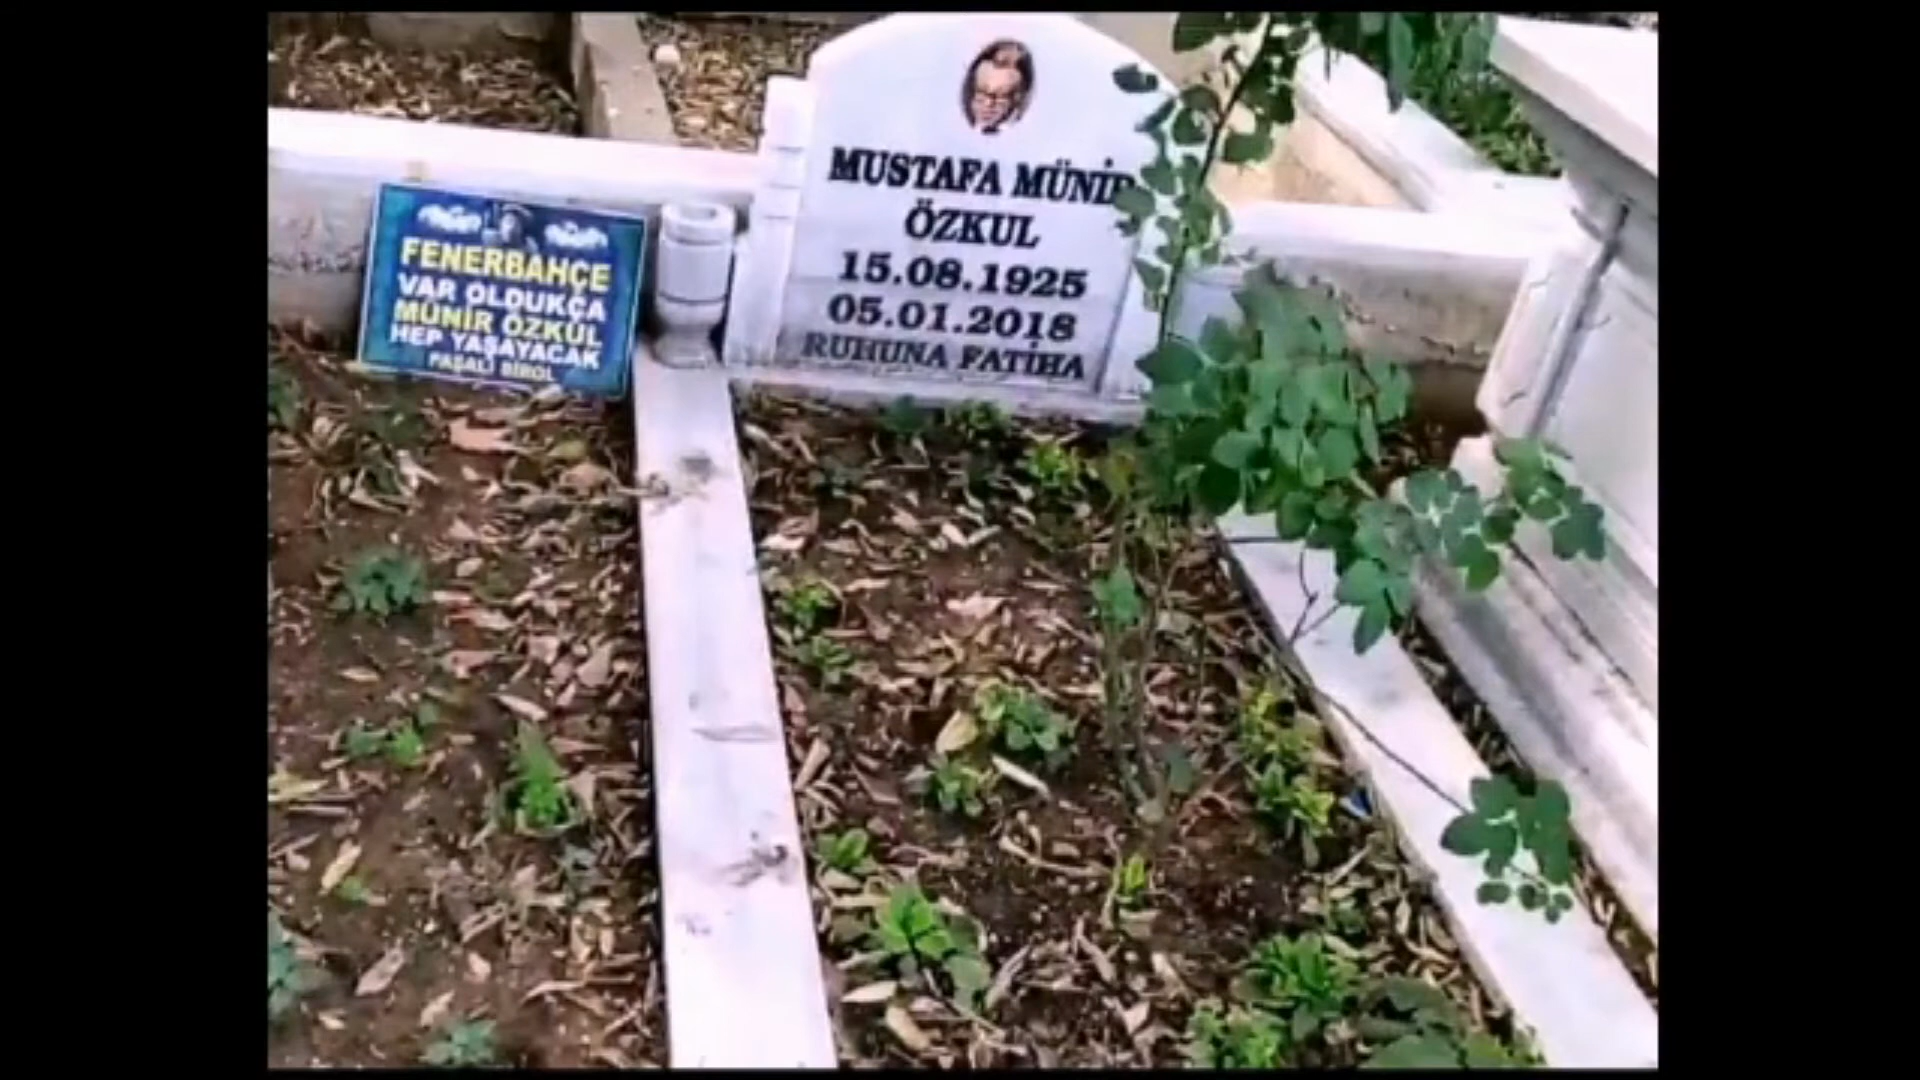 FENERBAHÇE
VAR OLDUKÇA
MÜNİR ÖZKUL
HEP YAŞAYACAK
PAŞALI BİROL
MUSTAFA MÜNİR
ÖZKUL
15.08.1925
05.01.2018
RUHUNA FATİHA